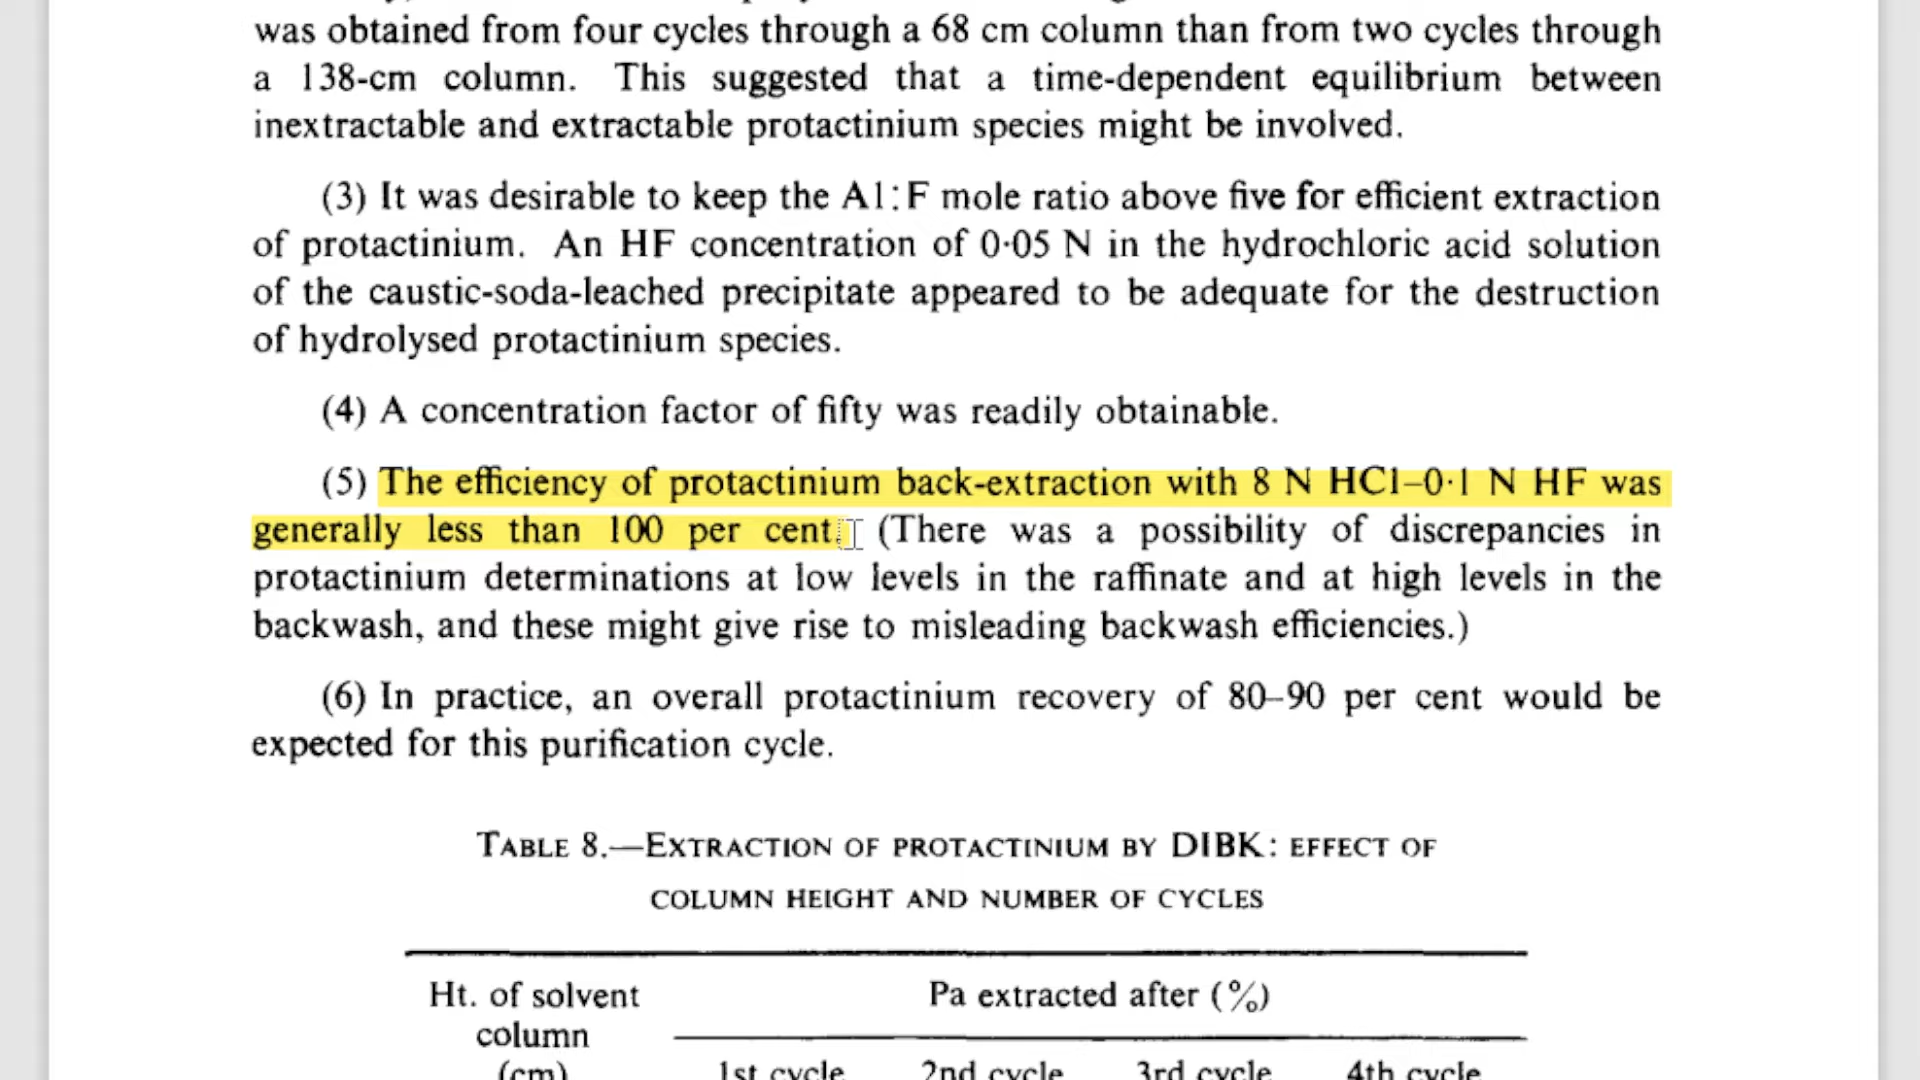 was obtained from four cycles through a 68 cm column than from two cycles through
a 138-cm column. This suggested that a time-dependent equilibrium between
inextractable and extractable protactinium species might be involved.
(3) It was desirable to keep the Al:F mole ratio above five for efficient extraction
of protactinium. An HF concentration of 0·05 N in the hydrochloric acid solution
of the caustic-soda-leached precipitate appeared to be adequate for the destruction
of hydrolysed protactinium species.
(4) A concentration factor of fifty was readily obtainable.
(5) The efficiency of protactinium back-extraction with 8 N HCl–0·1 N HF was
generally less than 100 per cent. (There was a possibility of discrepancies in
protactinium determinations at low levels in the raffinate and at high levels in the
backwash, and these might give rise to misleading backwash efficiencies.)
(6) In practice, an overall protactinium recovery of 80–90 per cent would be
expected for this purification cycle.
TABLE 8.—EXTRACTION OF PROTACTINIUM BY DIBK: EFFECT OF
COLUMN HEIGHT AND NUMBER OF CYCLES
Ht. of solvent
column
(cm)
Pa extracted after (%)
1st cycle 2nd cycle 3rd cycle 4th cycle